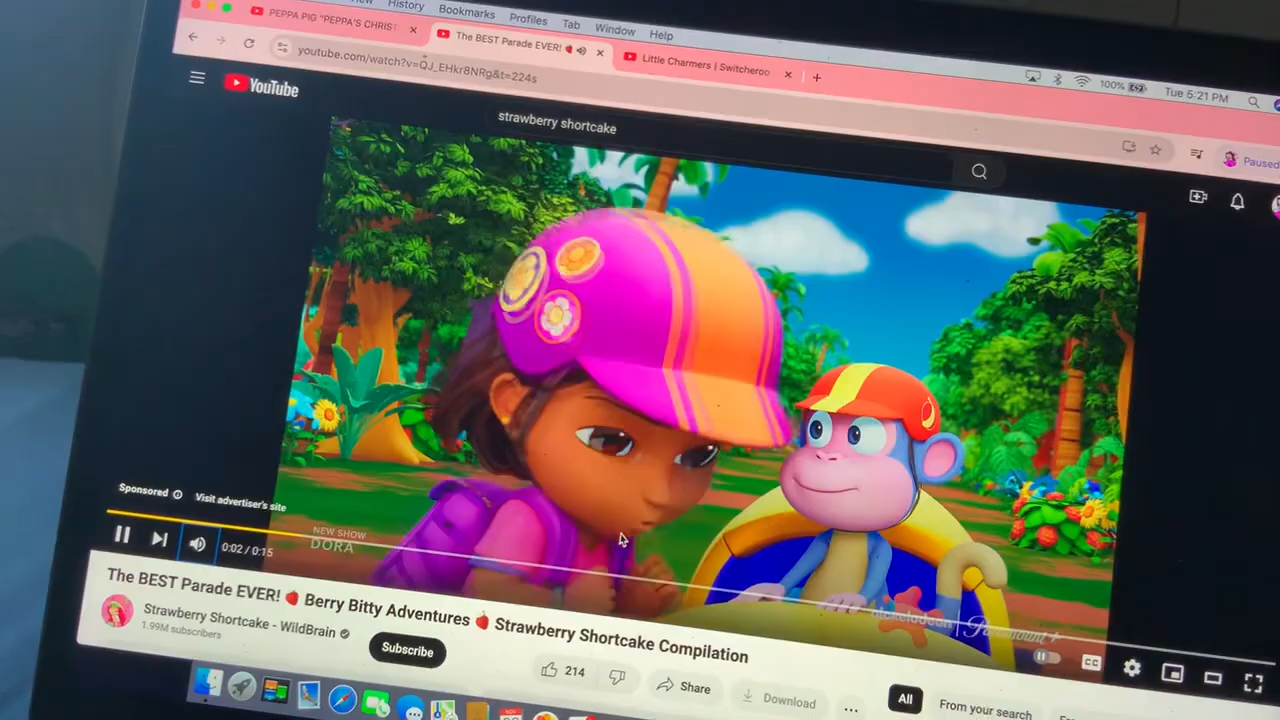 History Bookmarks Profiles Tab Window Help
100% Tue 5:21 PM
PEPPA PIG "PEPPA'S CHRIST
The BEST Parade EVER!
Little Charmers | Switcheroo
youtube.com/watch?v=QJ_EHkr8NRg&t=224s
Paused
YouTube
strawberry shortcake
Sponsored Visit advertiser's site
0:02 / 0:15
NEW SHOW
DORA
nickelodeon | Paramount+
CC
The BEST Parade EVER! 🍓 Berry Bitty Adventures 🍓 Strawberry Shortcake Compilation
Strawberry Shortcake - WildBrain
1.99M subscribers
Subscribe
214
Share
Download
...
All
From your search